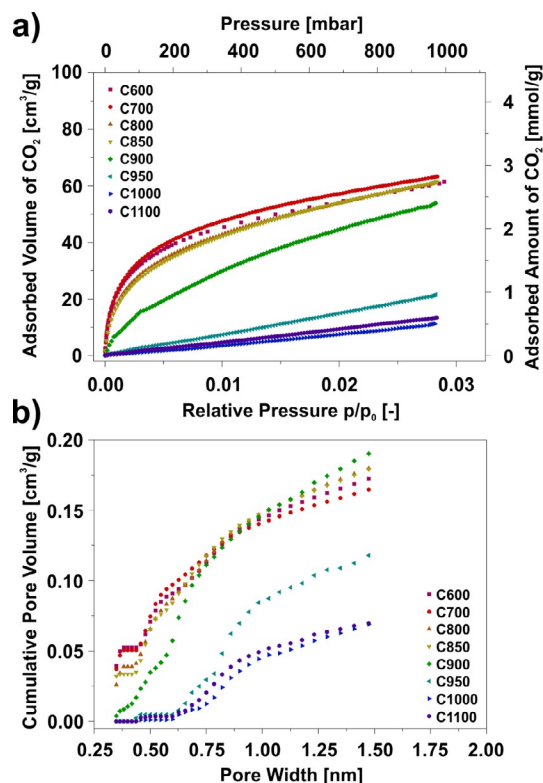 a)
Pressure [mbar]
0 200 400 600 800 1000
Adsorbed Volume of CO₂ [cm³/g]
100
80
60
40
20
0
C600
C700
C800
C850
C900
C950
C1000
C1100
4
3
2
1
0
Adsorbed Amount of CO₂ [mmol/g]
0.00 0.01 0.02 0.03
Relative Pressure p/p₀ [-]
b)
Cumulative Pore Volume [cm³/g]
0.20
0.15
0.10
0.05
0.00
C600
C700
C800
C850
C900
C950
C1000
C1100
0.25 0.50 0.75 1.00 1.25 1.50 1.75 2.00
Pore Width [nm]